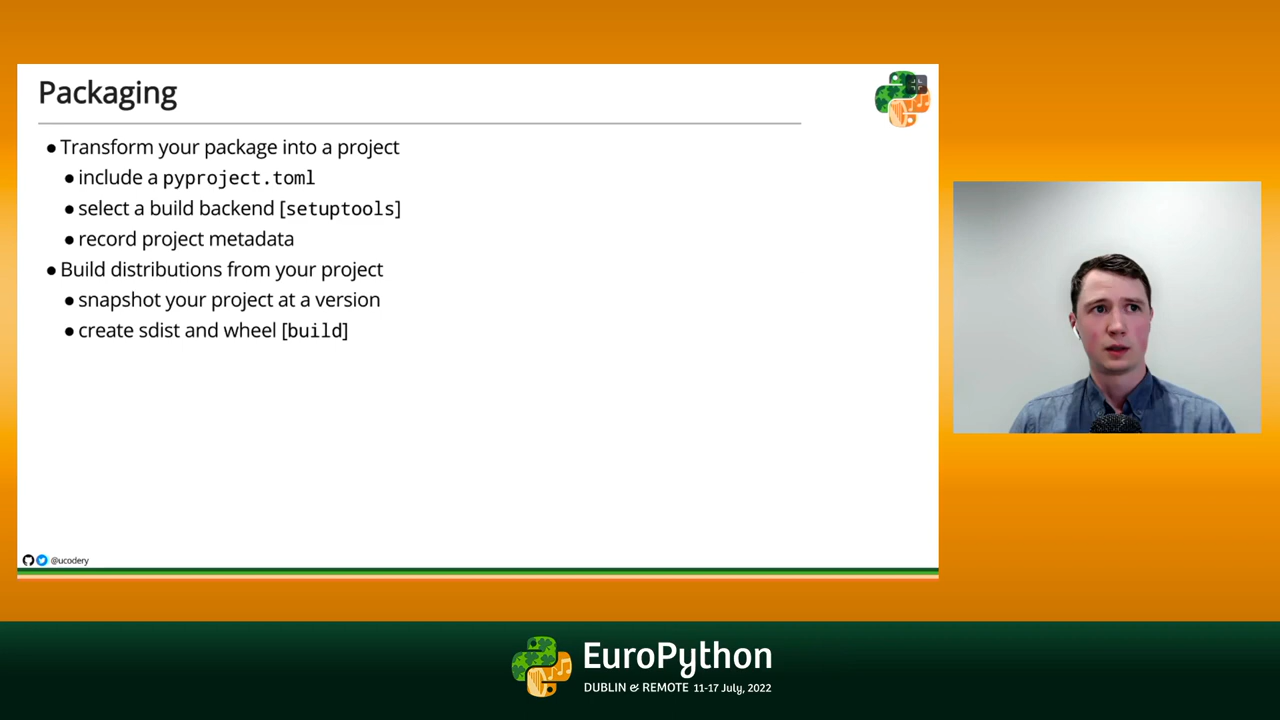 Packaging
● Transform your package into a project
● include a pyproject.toml
● select a build backend [setuptools]
● record project metadata
● Build distributions from your project
● snapshot your project at a version
● create sdist and wheel [build]
@ucodery
EuroPython
DUBLIN & REMOTE 11-17 July, 2022